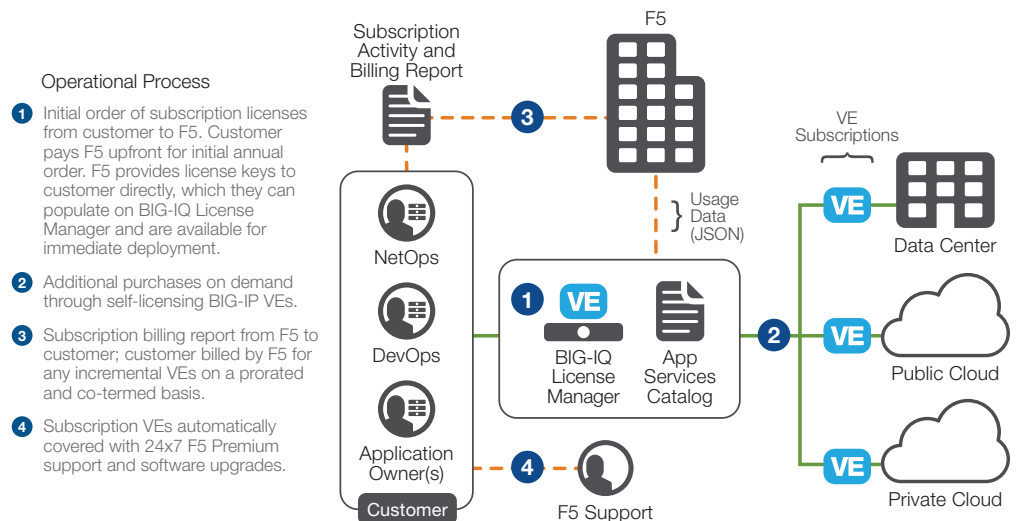 Operational Process
1 Initial order of subscription licenses
from customer to F5. Customer
pays F5 upfront for initial annual
order. F5 provides license keys to
customer directly, which they can
populate on BIG-IQ License
Manager and are available for
immediate deployment.
2 Additional purchases on demand
through self-licensing BIG-IP VEs.
3 Subscription billing report from F5 to
customer; customer billed by F5 for
any incremental VEs on a prorated
and co-termed basis.
4 Subscription VEs automatically
covered with 24x7 F5 Premium
support and software upgrades.
Subscription
Activity and
Billing Report
3
F5
NetOps
DevOps
Application
Owner(s)
Customer
Usage
Data
(JSON)
1
VE
BIG-IQ
License
Manager
App
Services
Catalog
4
F5 Support
2
VE
Subscriptions
VE
Data Center
VE
Public Cloud
VE
Private Cloud